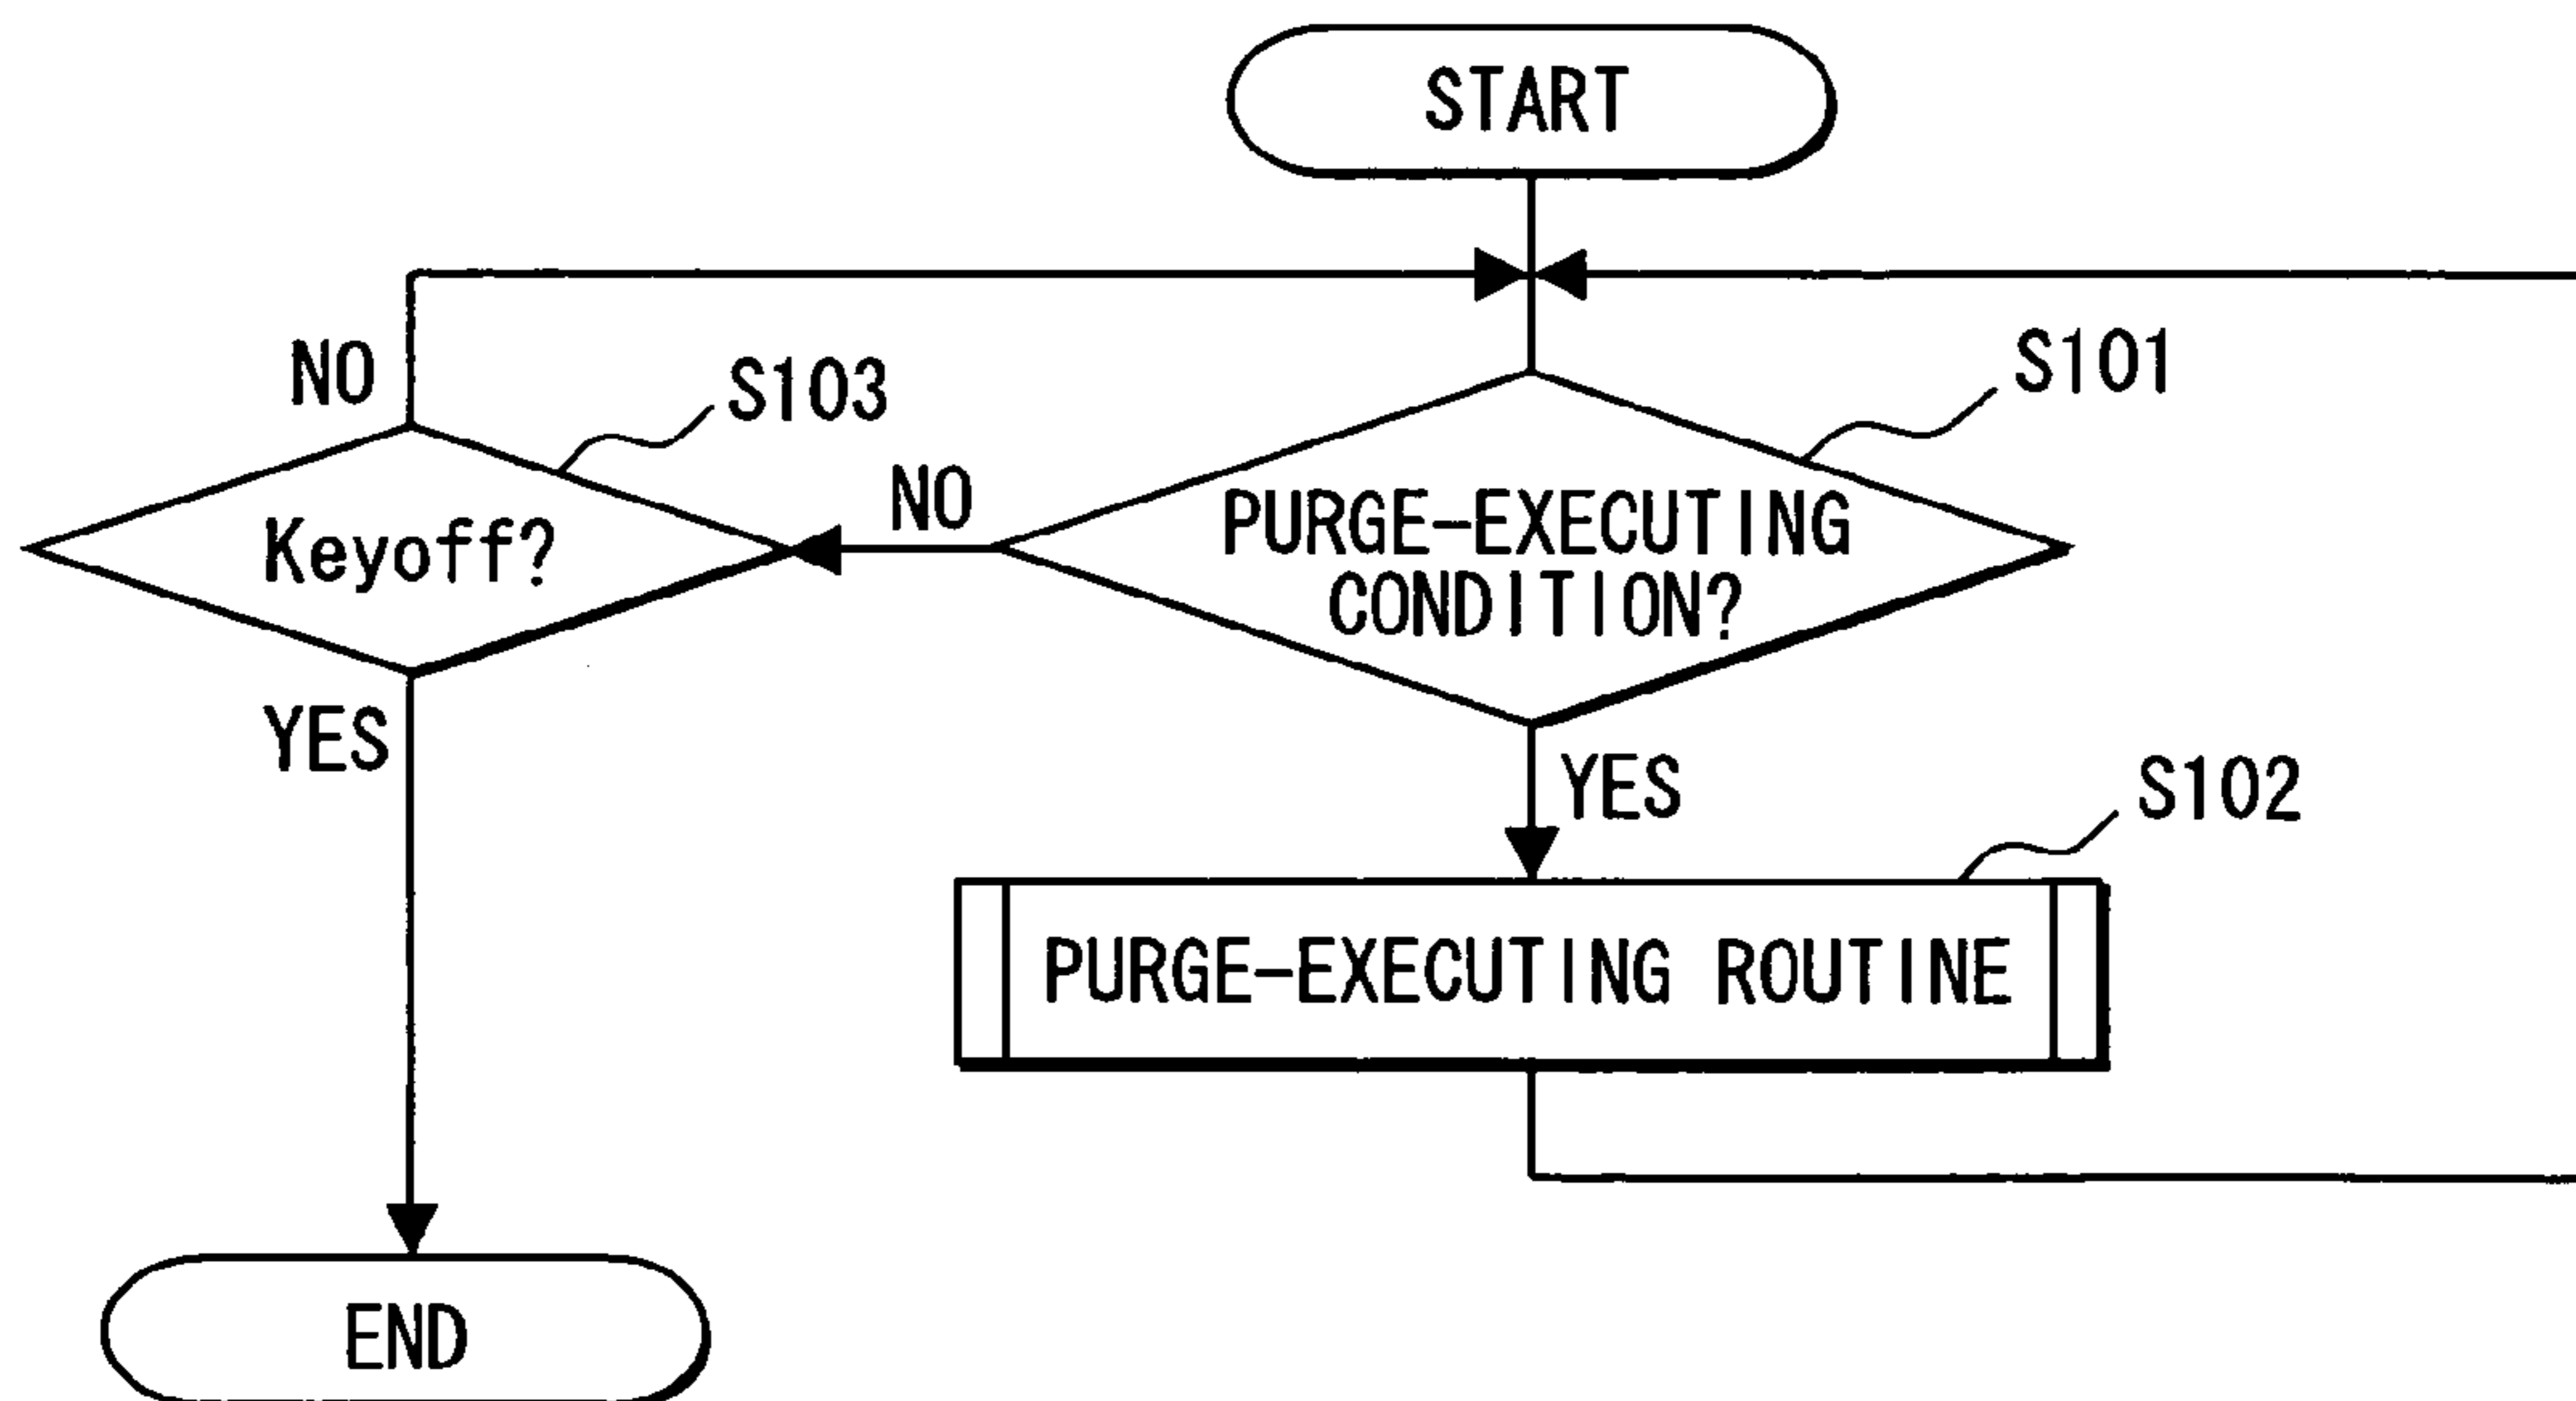 START
NO
S103
S101
NO
Keyoff?
PURGE-EXECUTING
CONDITION?
YES
YES
S102
PURGE-EXECUTING ROUTINE
END